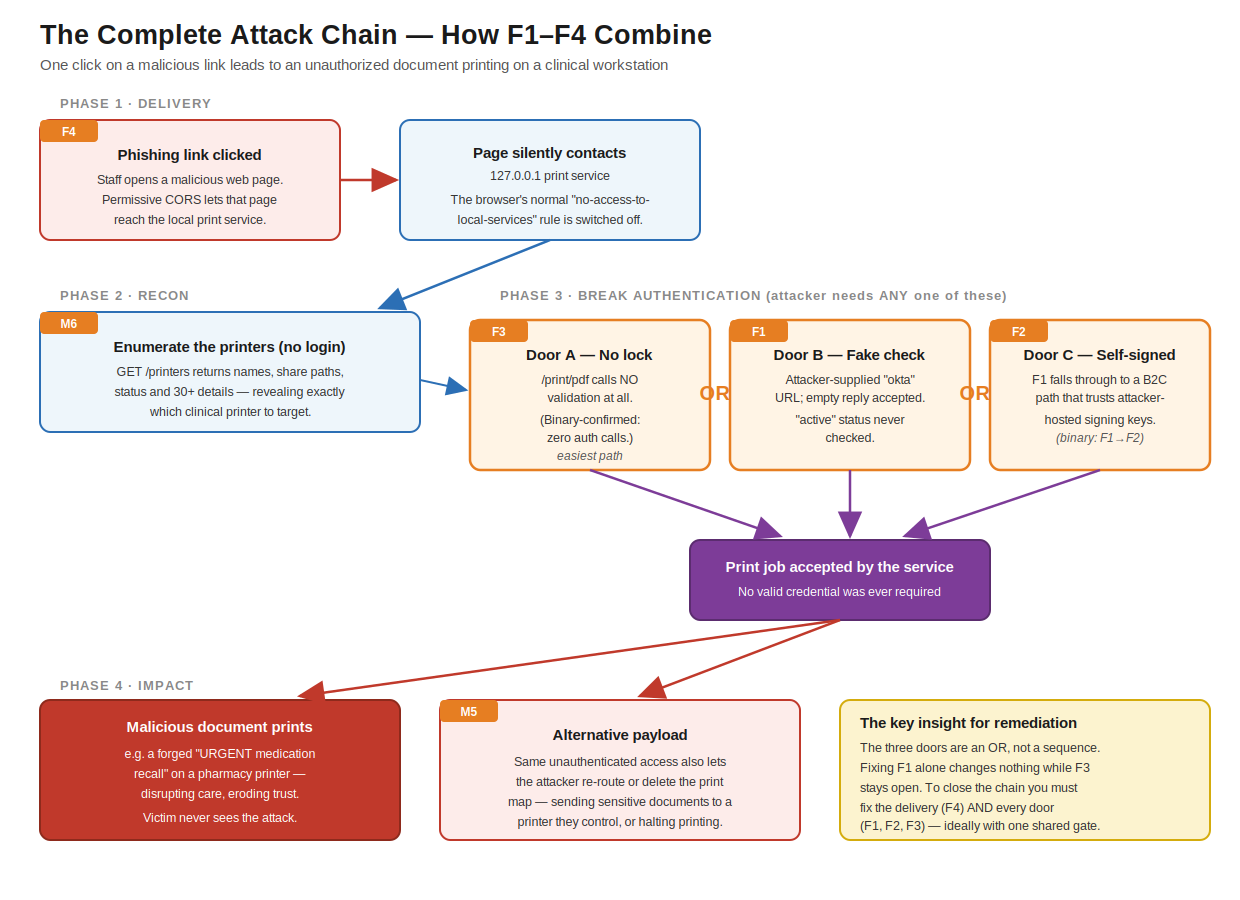 The Complete Attack Chain — How F1–F4 Combine
One click on a malicious link leads to an unauthorized document printing on a clinical workstation
PHASE 1 · DELIVERY
F4
Phishing link clicked
Staff opens a malicious web page.
Permissive CORS lets that page
reach the local print service.
Page silently contacts
127.0.0.1 print service
The browser's normal "no-access-to-
local-services" rule is switched off.
PHASE 2 · RECON
M6
Enumerate the printers (no login)
GET /printers returns names, share paths,
status and 30+ details — revealing exactly
which clinical printer to target.
PHASE 3 · BREAK AUTHENTICATION (attacker needs ANY one of these)
F3
Door A — No lock
/print/pdf calls NO
validation at all.
(Binary-confirmed:
zero auth calls.)
easiest path
OR
F1
Door B — Fake check
Attacker-supplied "okta"
URL; empty reply accepted.
"active" status never
checked.
OR
F2
Door C — Self-signed
F1 falls through to a B2C
path that trusts attacker-
hosted signing keys.
(binary: F1→F2)
Print job accepted by the service
No valid credential was ever required
PHASE 4 · IMPACT
Malicious document prints
e.g. a forged "URGENT medication
recall" on a pharmacy printer —
disrupting care, eroding trust.
Victim never sees the attack.
M5
Alternative payload
Same unauthenticated access also lets
the attacker re-route or delete the print
map — sending sensitive documents to a
printer they control, or halting printing.
The key insight for remediation
The three doors are an OR, not a sequence.
Fixing F1 alone changes nothing while F3
stays open. To close the chain you must
fix the delivery (F4) AND every door
(F1, F2, F3) — ideally with one shared gate.